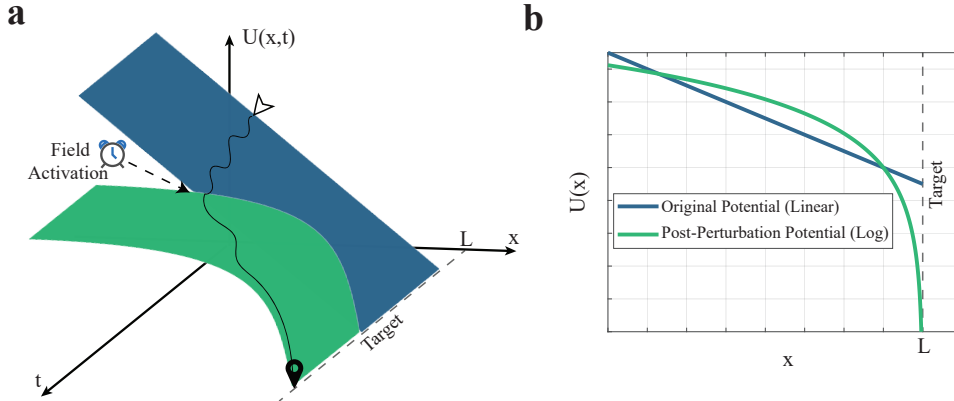 a
U(x,t)
Field
Activation
L
x
Target
t
b
U(x)
Original Potential (Linear)
Post-Perturbation Potential (Log)
Target
x
L